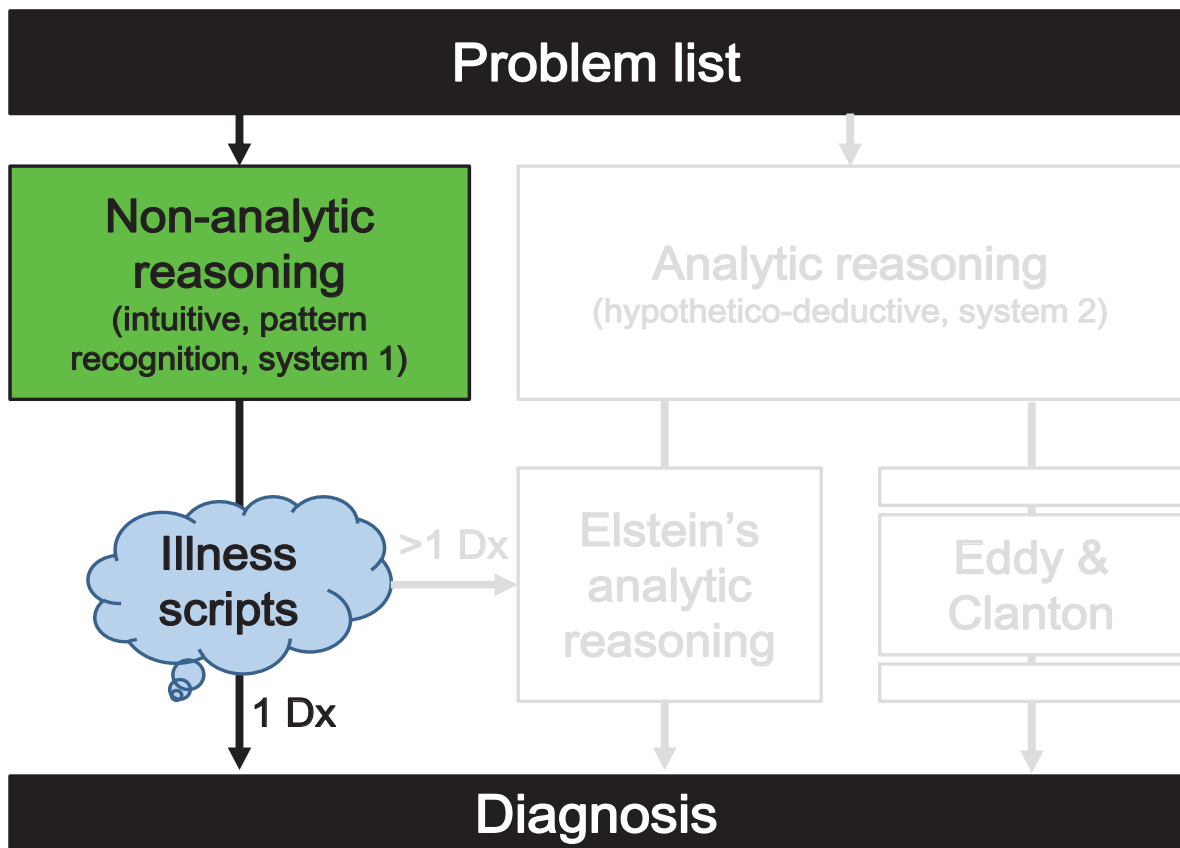 Problem list
Non-analytic
reasoning
(intuitive, pattern
recognition, system 1)
Analytic reasoning
(hypothetico-deductive, system 2)
Illness
scripts
>1 Dx
Elstein's
analytic
reasoning
Eddy &
Clanton
1 Dx
Diagnosis